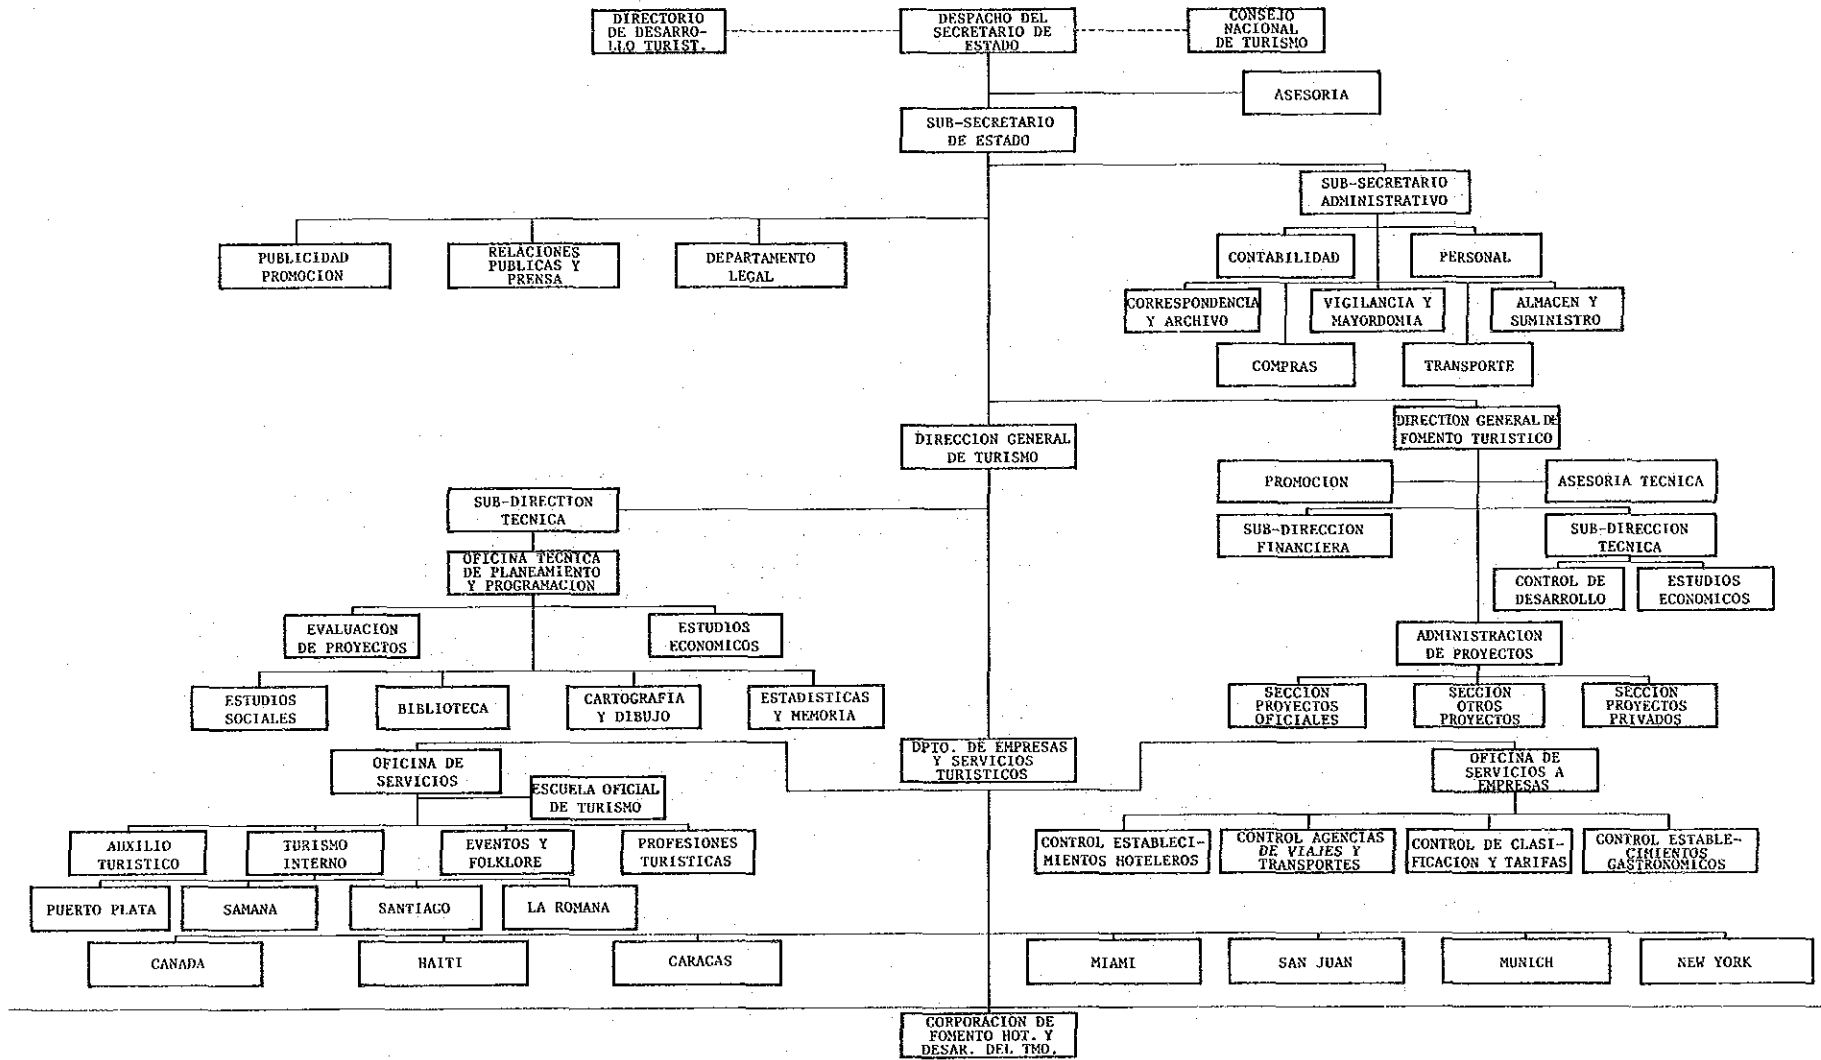 DIRECTORIO
DE DESARRO-
LLO TURIST.
DESPACHO DEL
SECRETARIO DE
ESTADO
CONSEJO
NACIONAL
DE TURISMO
ASESORIA
SUB-SECRETARIO
DE ESTADO
SUB-SECRETARIO
ADMINISTRATIVO
PUBLICIDAD
PROMOCION
RELACIONES
PUBLICAS Y
PRENSA
DEPARTAMENTO
LEGAL
CONTABILIDAD
PERSONAL
CORRESPONDENCIA
Y ARCHIVO
VIGILANCIA Y
MAYORDOMIA
ALMACEN Y
SUMINISTRO
COMPRAS
TRANSPORTE
DIRECCION GENERAL
DE TURISMO
DIRECTION GENERAL DE
FOMENTO TURISTICO
PROMOCION
ASESORIA TECNICA
SUB-DIRECTION
TECNICA
SUB-DIRECCION
FINANCIERA
SUB-DIRECCION
TECNICA
OFICINA TECNICA
DE PLANEAMIENTO
Y PROGRAMACION
CONTROL DE
DESARROLLO
ESTUDIOS
ECONOMICOS
EVALUACION
DE PROYECTOS
ESTUDIOS
ECONOMICOS
ADMINISTRACION
DE PROYECTOS
ESTUDIOS
SOCIALES
BIBLIOTECA
CARTOGRAFIA
Y DIBUJO
ESTADISTICAS
Y MEMORIA
SECCION
PROYECTOS
OFICIALES
SECCION
OTROS
PROYECTOS
SECCION
PROYECTOS
PRIVADOS
OFICINA DE
SERVICIOS
DPTO. DE EMPRESAS
Y SERVICIOS
TURISTICOS
OFICINA DE
SERVICIOS A
EMPRESAS
ESCUELA OFICIAL
DE TURISMO
AUXILIO
TURISTICO
TURISMO
INTERNO
EVENTOS Y
FOLKLORE
PROFESIONES
TURISTICAS
CONTROL ESTABLECI-
MIENTOS HOTELEROS
CONTROL AGENCIAS
DE VIAJES Y
TRANSPORTES
CONTROL DE CLASI-
FICACION Y TARIFAS
CONTROL ESTABLE-
CIMIENTOS
GASTRONOMICOS
PUERTO PLATA
SAMANA
SANTIAGO
LA ROMANA
CANADA
HAITI
CARACAS
MIAMI
SAN JUAN
MUNICH
NEW YORK
CORPORACION DE
FOMENTO HOT. Y
DESAR. DEL TMO.